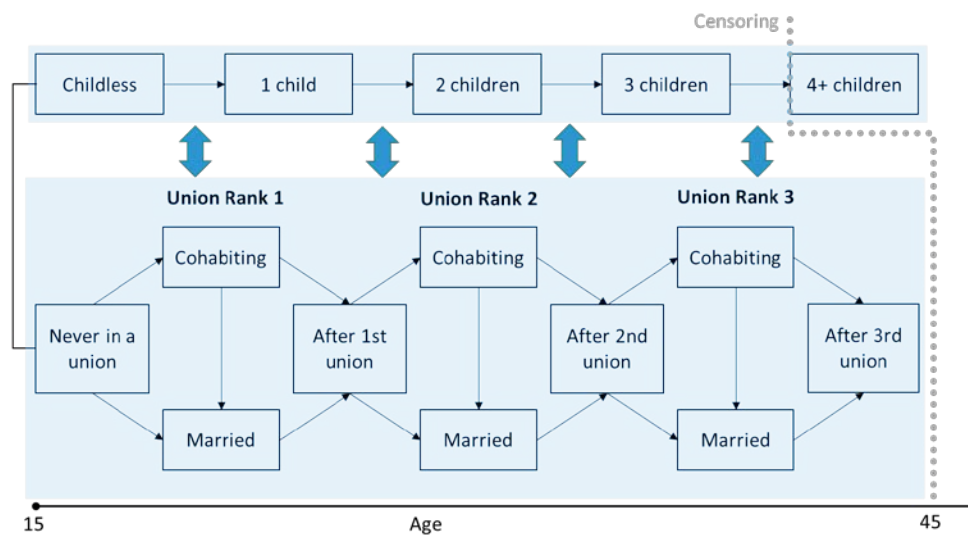 Censoring
Childless
1 child
2 children
3 children
4+ children
Union Rank 1
Union Rank 2
Union Rank 3
Cohabiting
Cohabiting
Cohabiting
Never in a
union
After 1st
union
After 2nd
union
After 3rd
union
Married
Married
Married
15
Age
45